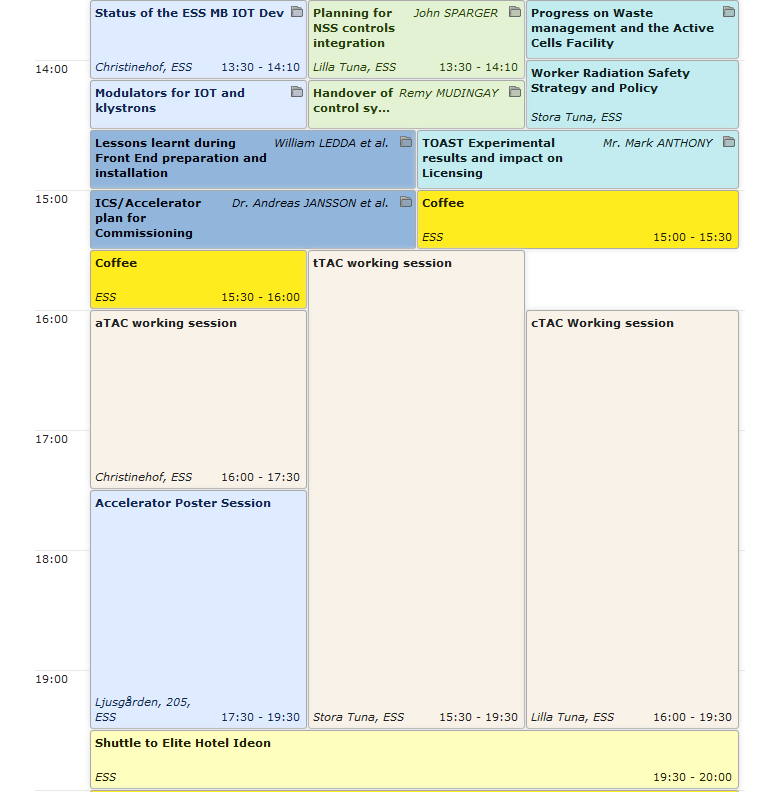 Status of the ESS MB IOT Dev
Christinehof, ESS 13:30 - 14:10
Planning for NSS controls integration John SPARGER
Lilla Tuna, ESS 13:30 - 14:10
Progress on Waste
management and the Active
Cells Facility
14:00
Worker Radiation Safety
Strategy and Policy
Stora Tuna, ESS
Modulators for IOT and
klystrons
Handover of Remy MUDINGAY
control sy...
Lessons learnt during William LEDDA et al.
Front End preparation and
installation
TOAST Experimental Mr. Mark ANTHONY
results and impact on
Licensing
15:00
ICS/Accelerator Dr. Andreas JANSSON et al.
plan for
Commissioning
Coffee
ESS 15:00 - 15:30
Coffee
ESS 15:30 - 16:00
tTAC working session
16:00
aTAC working session
cTAC Working session
17:00
Christinehof, ESS 16:00 - 17:30
Accelerator Poster Session
18:00
19:00
Ljusgården, 205,
ESS 17:30 - 19:30
Stora Tuna, ESS 15:30 - 19:30
Lilla Tuna, ESS 16:00 - 19:30
Shuttle to Elite Hotel Ideon
ESS 19:30 - 20:00